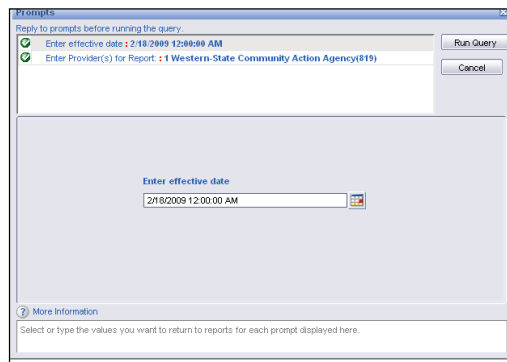 Prompts
Reply to prompts before running the query.
Enter effective date : 2/18/2009 12:00:00 AM
Run Query
Enter Provider(s) for Report: : 1 Western-State Community Action Agency(819)
Cancel
Enter effective date
2/18/2009 12:00:00 AM
? More Information
Select or type the values you want to return to reports for each prompt displayed here.